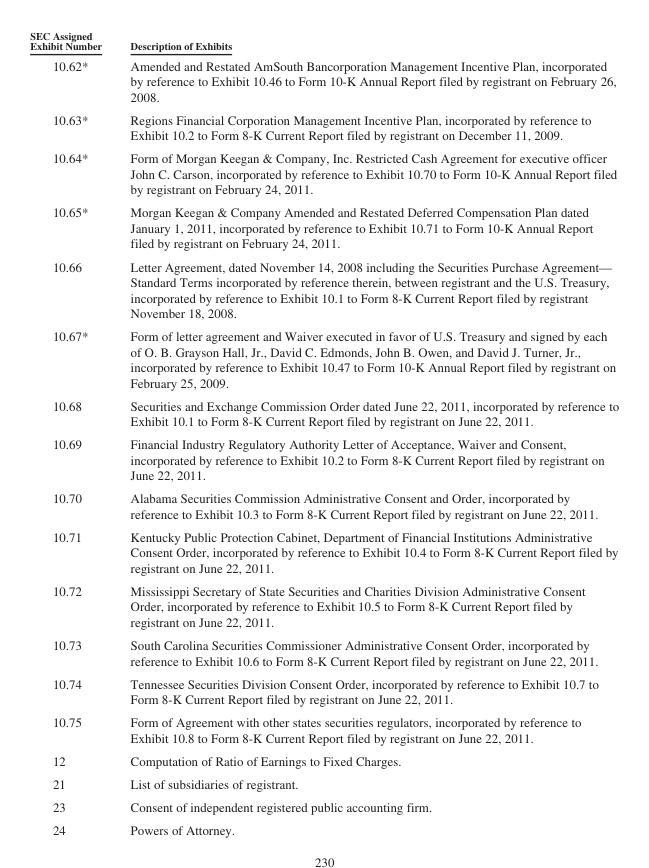 SEC Assigned
Exhibit Number Description of Exhibits
10.62* Amended and Restated AmSouth Bancorporation Management Incentive Plan, incorporated
by reference to Exhibit 10.46 to Form 10-K Annual Report filed by registrant on February 26,
2008.
10.63* Regions Financial Corporation Management Incentive Plan, incorporated by reference to
Exhibit 10.2 to Form 8-K Current Report filed by registrant on December 11, 2009.
10.64* Form of Morgan Keegan & Company, Inc. Restricted Cash Agreement for executive officer
John C. Carson, incorporated by reference to Exhibit 10.70 to Form 10-K Annual Report filed
by registrant on February 24, 2011.
10.65* Morgan Keegan & Company Amended and Restated Deferred Compensation Plan dated
January 1, 2011, incorporated by reference to Exhibit 10.71 to Form 10-K Annual Report
filed by registrant on February 24, 2011.
10.66 Letter Agreement, dated November 14, 2008 including the Securities Purchase Agreement—
Standard Terms incorporated by reference therein, between registrant and the U.S. Treasury,
incorporated by reference to Exhibit 10.1 to Form 8-K Current Report filed by registrant
November 18, 2008.
10.67* Form of letter agreement and Waiver executed in favor of U.S. Treasury and signed by each
of O. B. Grayson Hall, Jr., David C. Edmonds, John B. Owen, and David J. Turner, Jr.,
incorporated by reference to Exhibit 10.47 to Form 10-K Annual Report filed by registrant on
February 25, 2009.
10.68 Securities and Exchange Commission Order dated June 22, 2011, incorporated by reference to
Exhibit 10.1 to Form 8-K Current Report filed by registrant on June 22, 2011.
10.69 Financial Industry Regulatory Authority Letter of Acceptance, Waiver and Consent,
incorporated by reference to Exhibit 10.2 to Form 8-K Current Report filed by registrant on
June 22, 2011.
10.70 Alabama Securities Commission Administrative Consent and Order, incorporated by
reference to Exhibit 10.3 to Form 8-K Current Report filed by registrant on June 22, 2011.
10.71 Kentucky Public Protection Cabinet, Department of Financial Institutions Administrative
Consent Order, incorporated by reference to Exhibit 10.4 to Form 8-K Current Report filed by
registrant on June 22, 2011.
10.72 Mississippi Secretary of State Securities and Charities Division Administrative Consent
Order, incorporated by reference to Exhibit 10.5 to Form 8-K Current Report filed by
registrant on June 22, 2011.
10.73 South Carolina Securities Commissioner Administrative Consent Order, incorporated by
reference to Exhibit 10.6 to Form 8-K Current Report filed by registrant on June 22, 2011.
10.74 Tennessee Securities Division Consent Order, incorporated by reference to Exhibit 10.7 to
Form 8-K Current Report filed by registrant on June 22, 2011.
10.75 Form of Agreement with other states securities regulators, incorporated by reference to
Exhibit 10.8 to Form 8-K Current Report filed by registrant on June 22, 2011.
12 Computation of Ratio of Earnings to Fixed Charges.
21 List of subsidiaries of registrant.
23 Consent of independent registered public accounting firm.
24 Powers of Attorney.
230